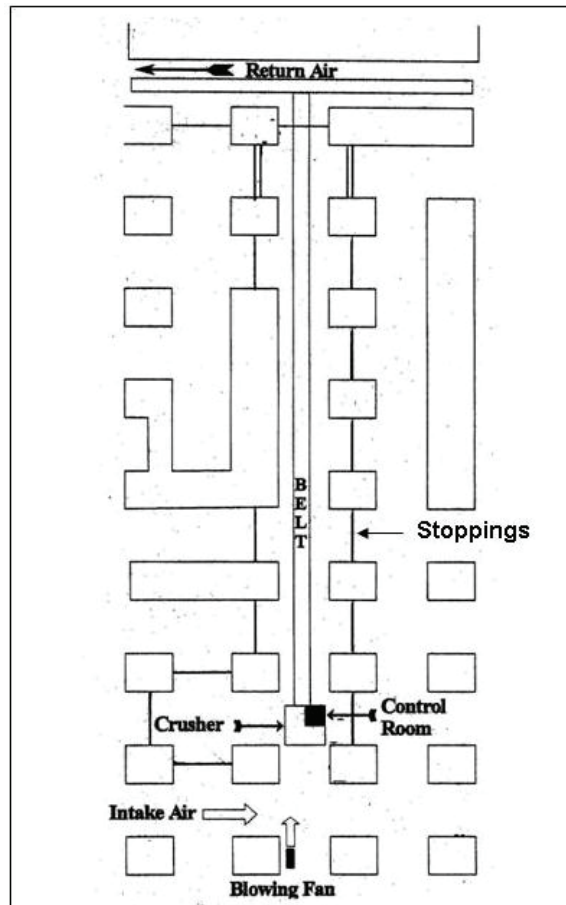 Return Air
B
E
L
T
Stoppings
Crusher
Control
Room
Intake Air
Blowing Fan